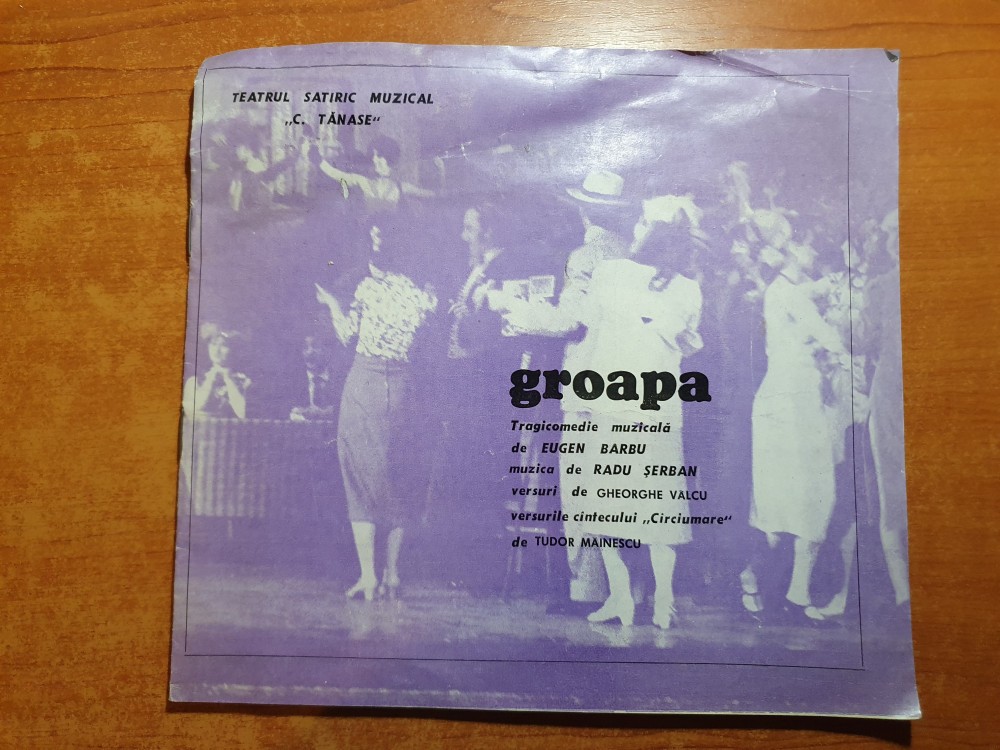 TEATRUL SATIRIC MUZICAL
„C. TĂNASE"
groapa
Tragicomedie muzicală
de EUGEN BARBU
muzica de RADU ŞERBAN
versuri de GHEORGHE VALCU
versurile cintecului „Circiumare"
de TUDOR MAINESCU